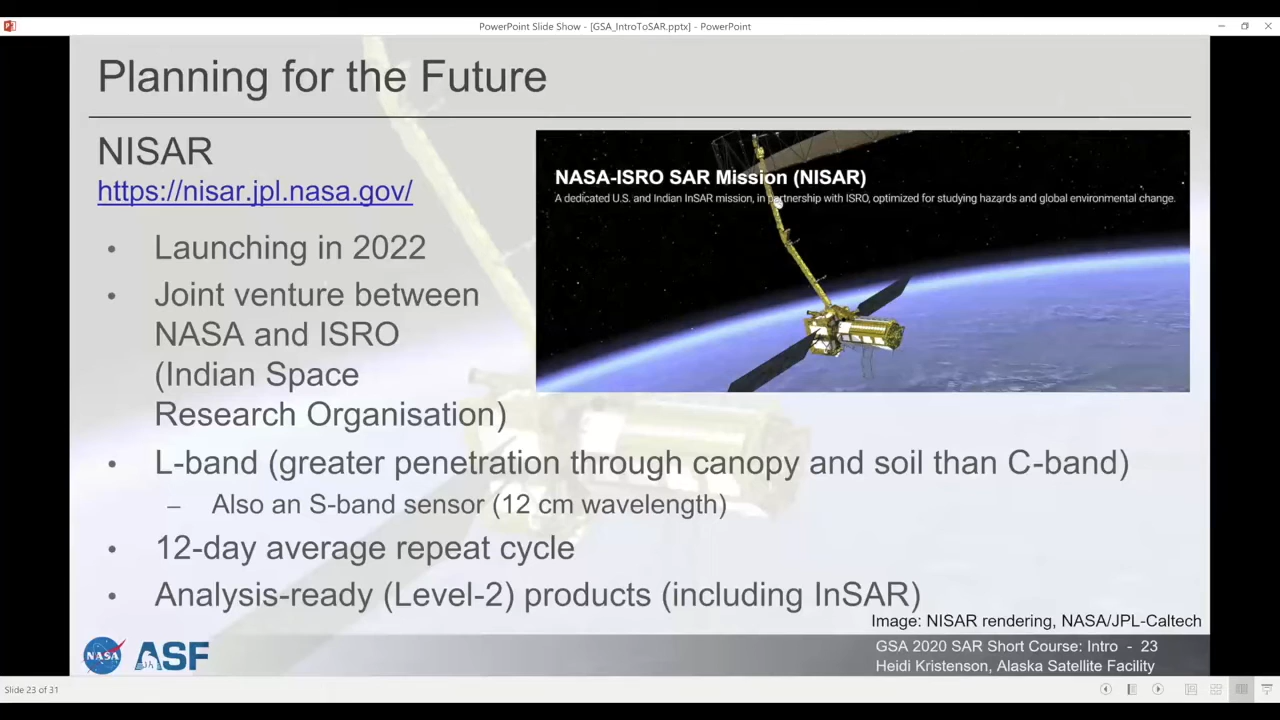 PowerPoint Slide Show - [GSA_IntroToSAR.pptx] - PowerPoint
Planning for the Future
NISAR
https://nisar.jpl.nasa.gov/
NASA-ISRO SAR Mission (NISAR)
A dedicated U.S. and Indian InSAR mission, in partnership with ISRO, optimized for studying hazards and global environmental change.
• Launching in 2022
• Joint venture between
NASA and ISRO
(Indian Space
Research Organisation)
• L-band (greater penetration through canopy and soil than C-band)
– Also an S-band sensor (12 cm wavelength)
• 12-day average repeat cycle
• Analysis-ready (Level-2) products (including InSAR)
Image: NISAR rendering, NASA/JPL-Caltech
NASA ASF
GSA 2020 SAR Short Course: Intro - 23
Heidi Kristenson, Alaska Satellite Facility
Slide 23 of 31